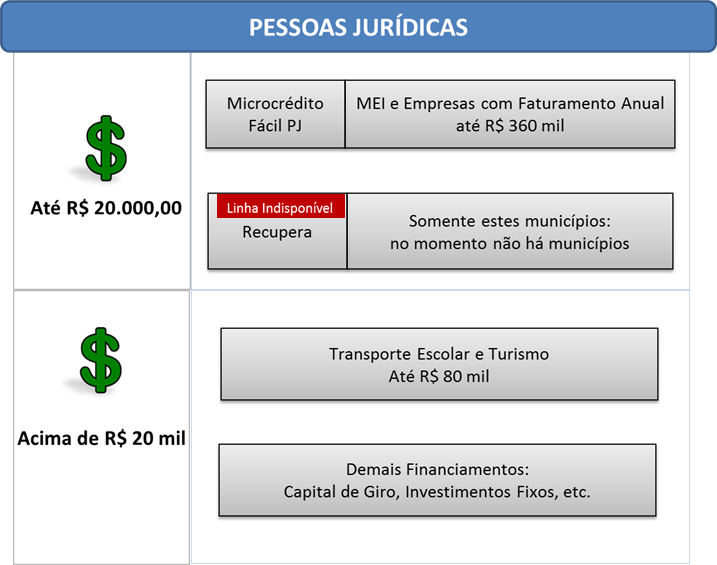 PESSOAS JURÍDICAS
$
Até R$ 20.000,00
Microcrédito
Fácil PJ
MEI e Empresas com Faturamento Anual
até R$ 360 mil
Linha Indisponível
Recupera
Somente estes municípios:
no momento não há municípios
$
Acima de R$ 20 mil
Transporte Escolar e Turismo
Até R$ 80 mil
Demais Financiamentos:
Capital de Giro, Investimentos Fixos, etc.